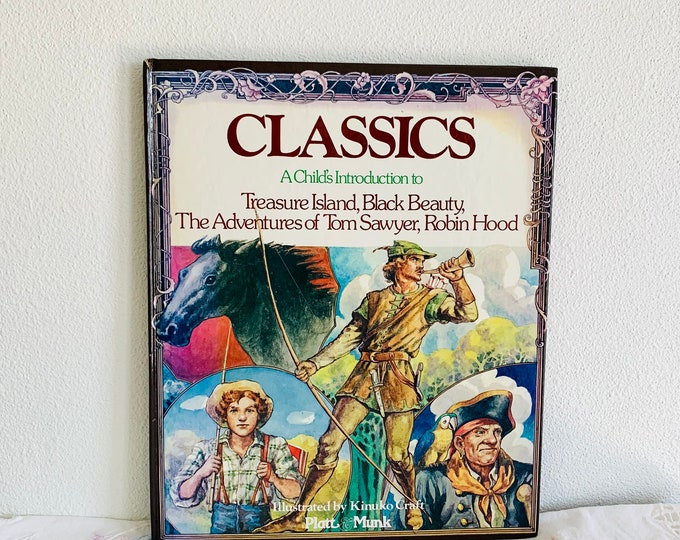 CLASSICS
A Child's Introduction to
Treasure Island, Black Beauty,
The Adventures of Tom Sawyer, Robin Hood
Illustrated by Kinuko Craft
Platt & Munk